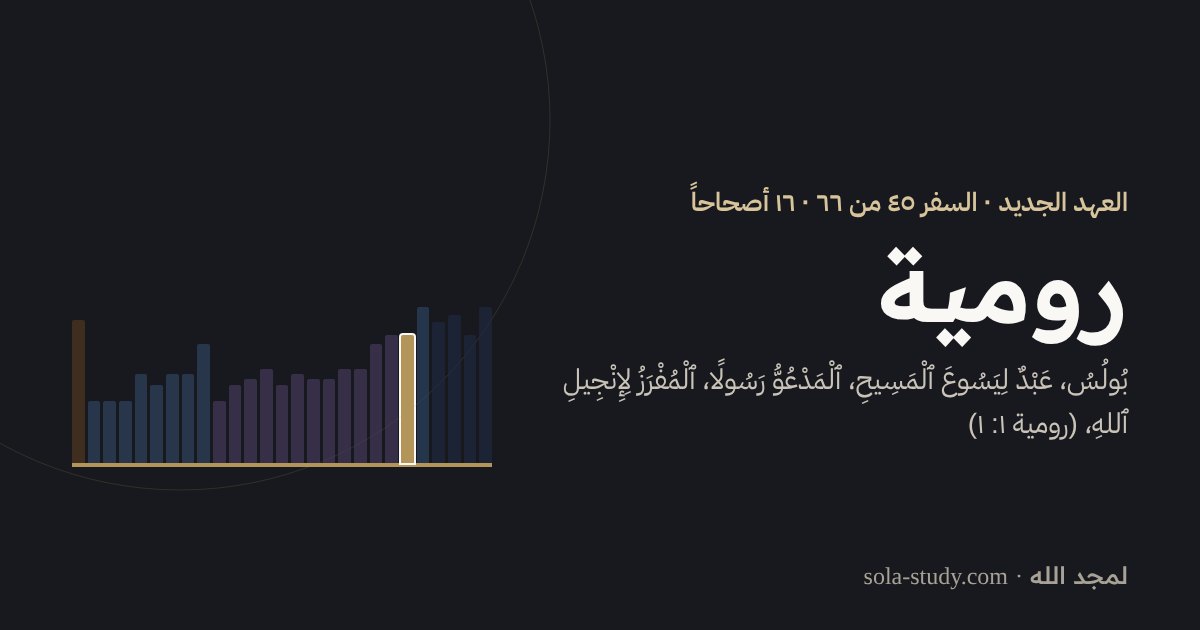 العهد الجديد · السفر ٤٥ من ٦٦ · ١٦ أصحاحاً
رومية
بُولُسُ، عَبْدٌ لِيَسُوعَ ٱلْمَسِيحِ، ٱلْمَدْعُوُّ رَسُولًا، ٱلْمُفْرَزُ لِإِنْجِيلِ
ٱللهِ، (رومية ١: ١)
لمجد الله · sola-study.com